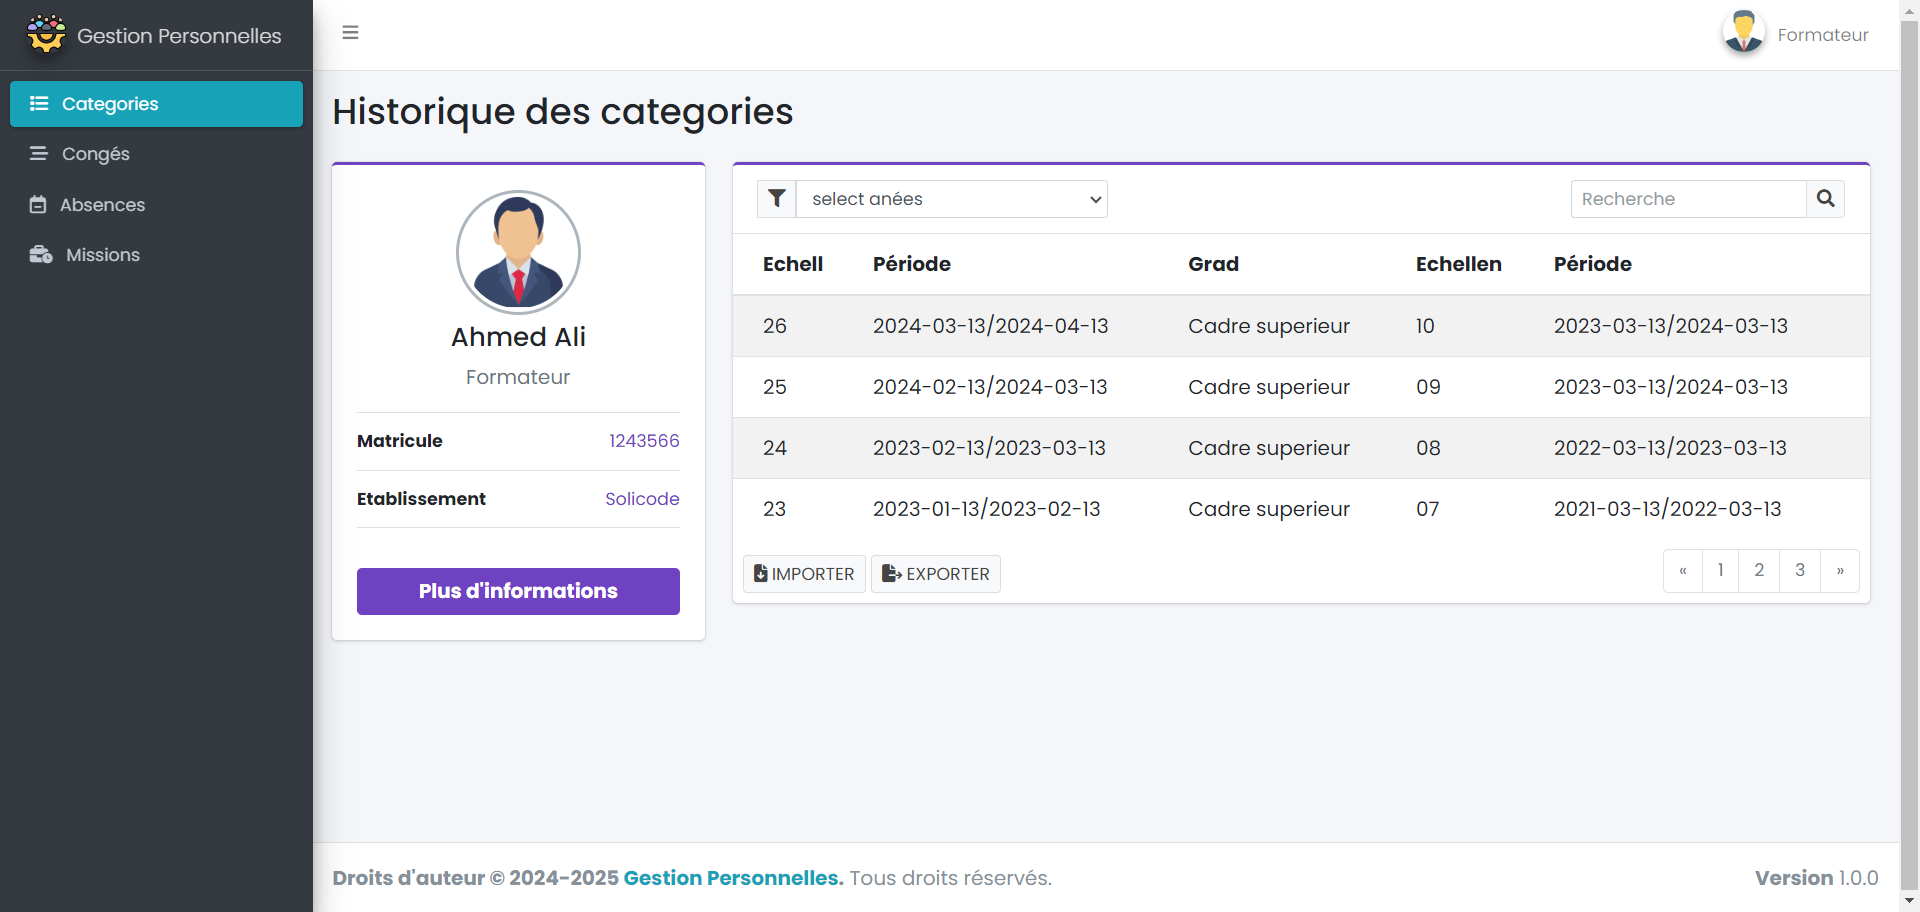 Gestion Personnelles
Formateur
Categories
Congés
Absences
Missions
Historique des categories
Ahmed Ali
Formateur
Matricule 1243566
Etablissement Solicode
Plus d'informations
select anées
Recherche
Echell Période Grad Echellen Période
26 2024-03-13/2024-04-13 Cadre superieur 10 2023-03-13/2024-03-13
25 2024-02-13/2024-03-13 Cadre superieur 09 2023-03-13/2024-03-13
24 2023-02-13/2023-03-13 Cadre superieur 08 2022-03-13/2023-03-13
23 2023-01-13/2023-02-13 Cadre superieur 07 2021-03-13/2022-03-13
IMPORTER EXPORTER
« 1 2 3 »
Droits d'auteur © 2024-2025 Gestion Personnelles. Tous droits réservés.
Version 1.0.0